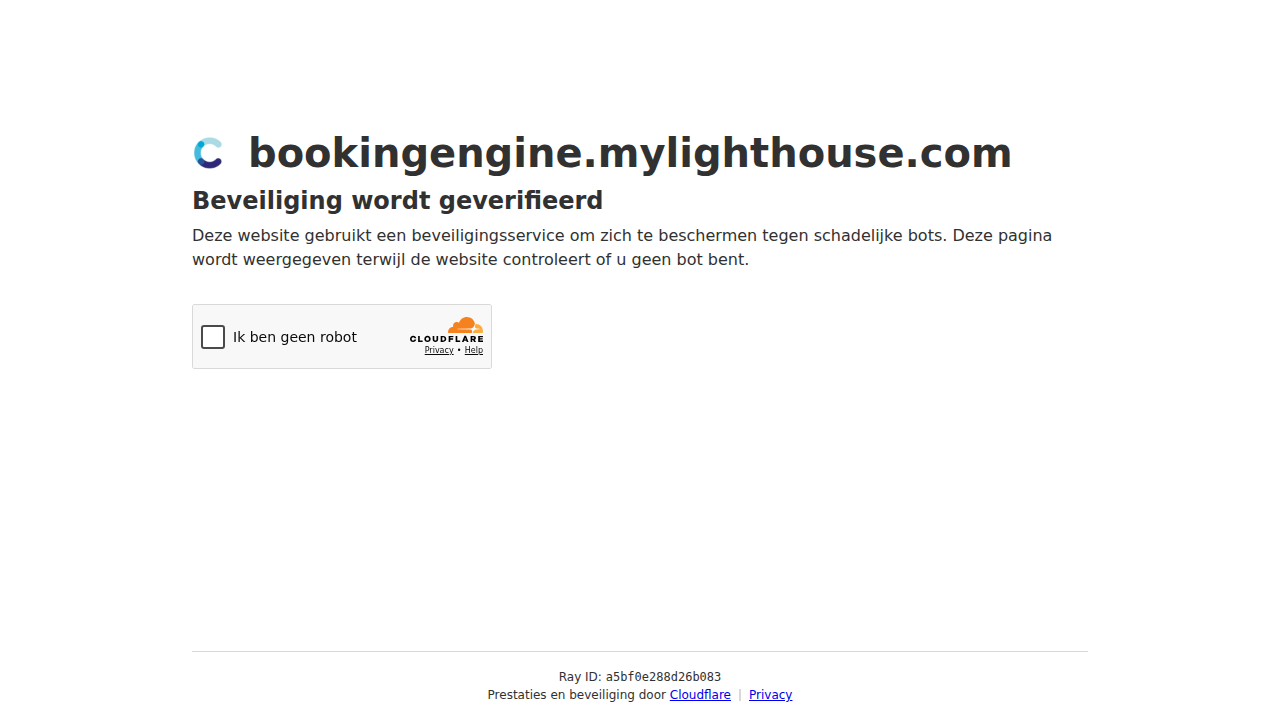 bookingengine.mylighthouse.com
Beveiliging wordt geverifieerd
Deze website gebruikt een beveiligingsservice om zich te beschermen tegen schadelijke bots. Deze pagina
wordt weergegeven terwijl de website controleert of u geen bot bent.
Ik ben geen robot
CLOUDFLARE
Privacy • Help
Ray ID: a5bf0e288d26b083
Prestaties en beveiliging door Cloudflare | Privacy